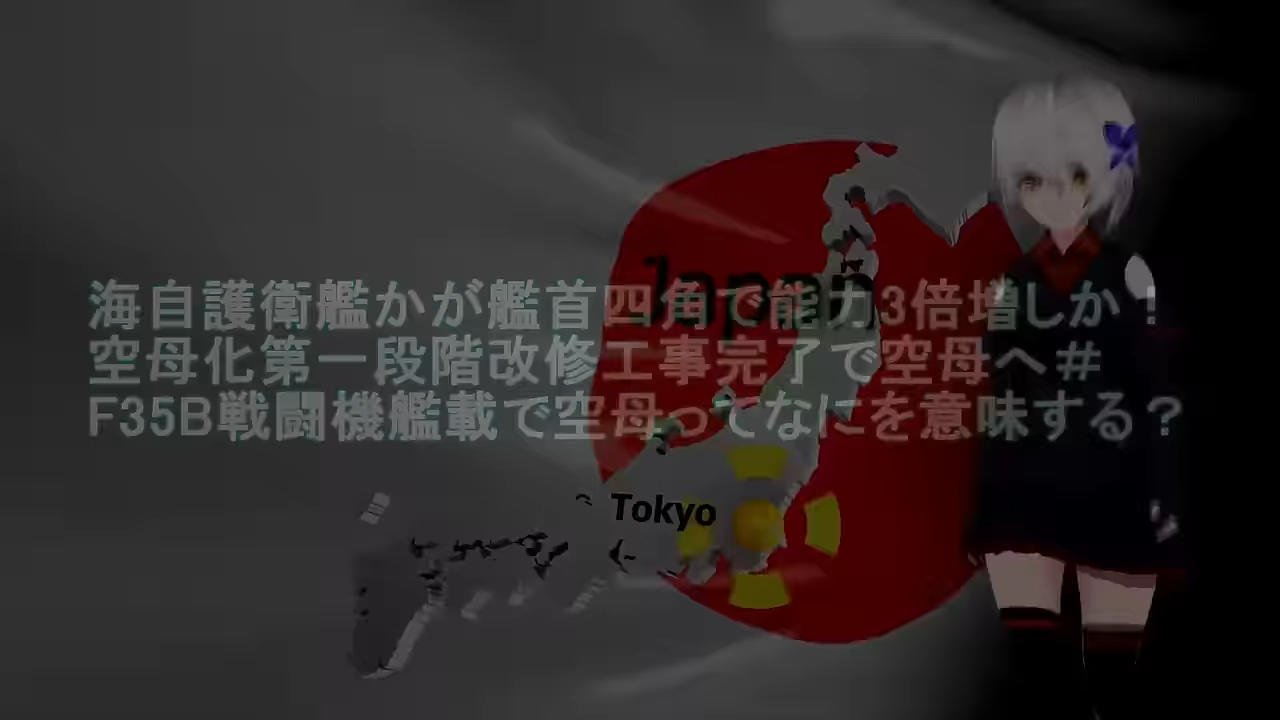 Japan
海自護衛艦かが艦首四角で能力3倍増しか！
空母化第一段階改修工事完了で空母へ＃
F35B戦闘機艦載で空母ってなにを意味する？
Tokyo